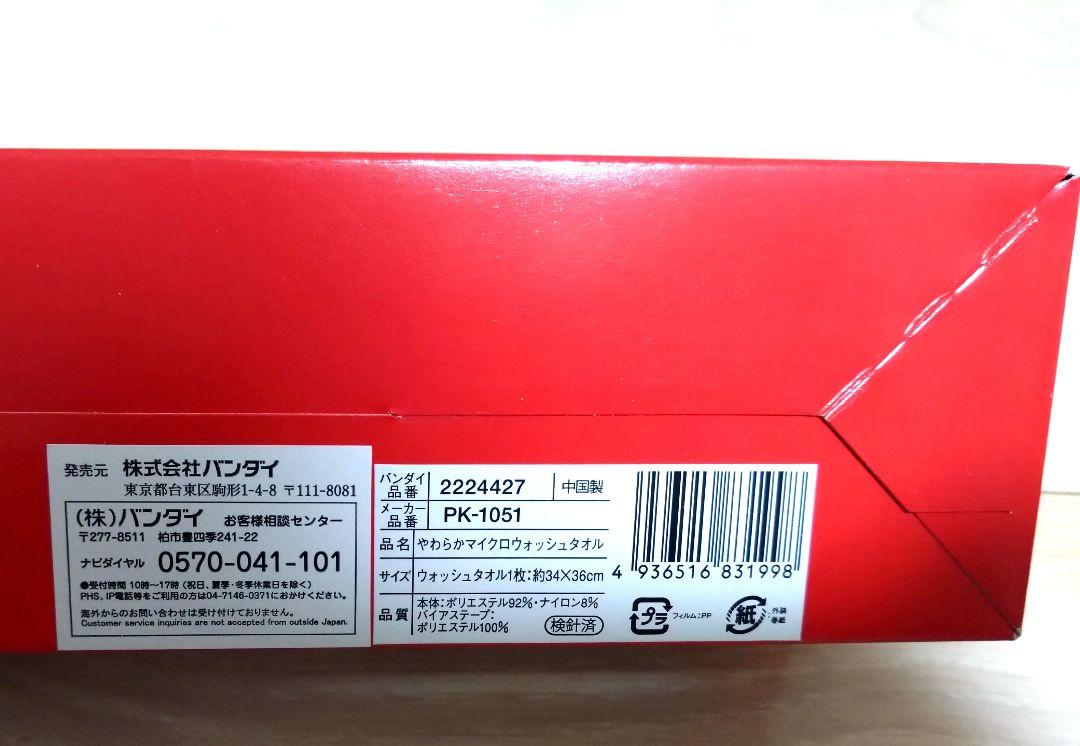 発売元 株式会社バンダイ
東京都台東区駒形1-4-8 〒111-8081
(株)バンダイ お客様相談センター
〒277-8511 柏市豊四季241-22
ナビダイヤル 0570-041-101
●受付時間 10時~17時(祝日、夏季・冬季休業日を除く)
PHS、IP電話等をご利用の方は04-7146-0371におかけください。
海外からのお問い合わせは受け付けておりません。
Customer service inquiries are not accepted from outside Japan.
バンダイ品番 2224427 中国製
メーカー品番 PK-1051
品名 やわらかマイクロウォッシュタオル
サイズ ウォッシュタオル1枚:約34×36cm
品質 本体:ポリエステル92%・ナイロン8%
バイアステープ:
ポリエステル100% 検針済
4 936516 831998
プラ フィルム:PP
紙 外装
巻紙